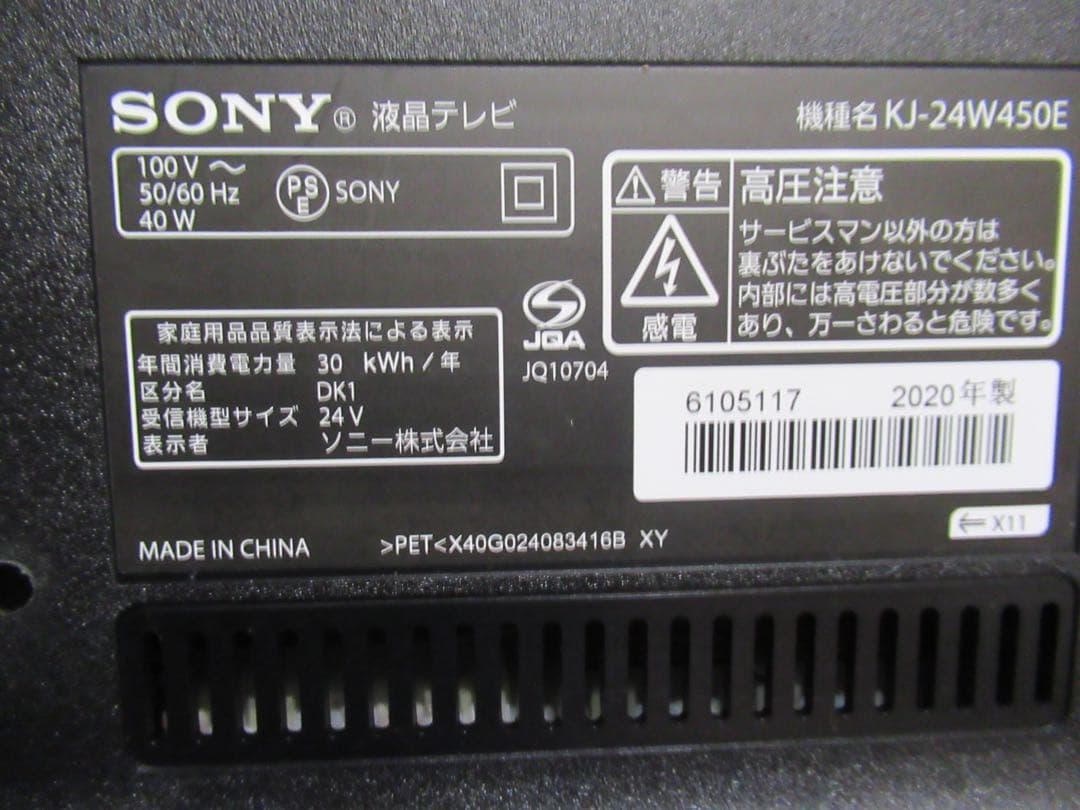 SONY® 液晶テレビ
機種名 KJ-24W450E
100 V ～
50/60 Hz
40 W
PSE SONY
警告 高圧注意
サービスマン以外の方は
裏ぶたをあけないでください。
内部には高電圧部分が数多く
あり、万一さわると危険です。
感電
JQA
JQ10704
家庭用品品質表示法による表示
年間消費電力量 30 kWh / 年
区分名 DK1
受信機型サイズ 24 V
表示者 ソニー株式会社
6105117 2020年製
← X11
MADE IN CHINA >PET<X40G024083416B XY